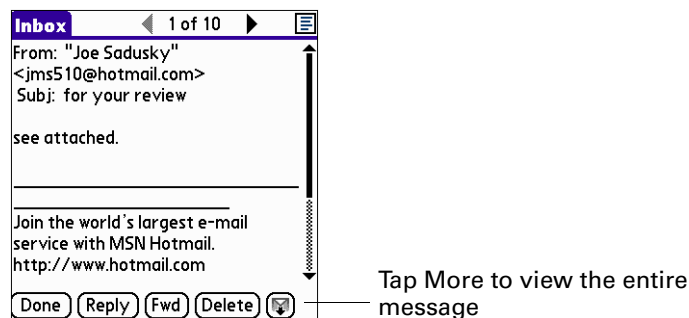 Inbox 1 of 10
From: "Joe Sadusky"
<jms510@hotmail.com>
Subj: for your review
see attached.
Join the world's largest e-mail
service with MSN Hotmail.
http://www.hotmail.com
Done Reply Fwd Delete
Tap More to view the entire
message